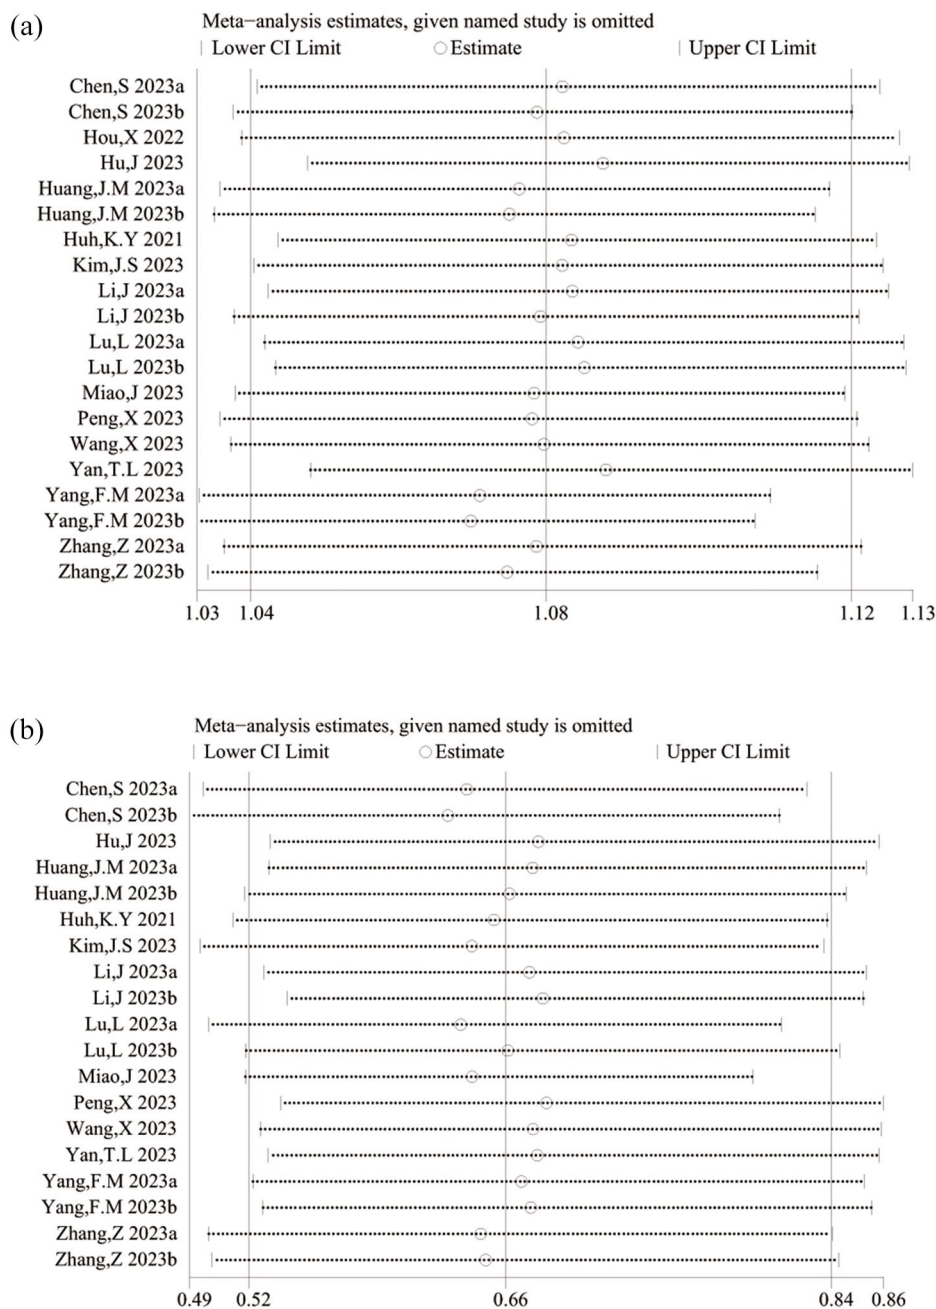 (a)
Meta−analysis estimates, given named study is omitted
Lower CI Limit Estimate Upper CI Limit
Chen,S 2023a
Chen,S 2023b
Hou,X 2022
Hu,J 2023
Huang,J.M 2023a
Huang,J.M 2023b
Huh,K.Y 2021
Kim,J.S 2023
Li,J 2023a
Li,J 2023b
Lu,L 2023a
Lu,L 2023b
Miao,J 2023
Peng,X 2023
Wang,X 2023
Yan,T.L 2023
Yang,F.M 2023a
Yang,F.M 2023b
Zhang,Z 2023a
Zhang,Z 2023b
1.03 1.04 1.08 1.12 1.13
(b)
Meta−analysis estimates, given named study is omitted
Lower CI Limit Estimate Upper CI Limit
Chen,S 2023a
Chen,S 2023b
Hu,J 2023
Huang,J.M 2023a
Huang,J.M 2023b
Huh,K.Y 2021
Kim,J.S 2023
Li,J 2023a
Li,J 2023b
Lu,L 2023a
Lu,L 2023b
Miao,J 2023
Peng,X 2023
Wang,X 2023
Yan,T.L 2023
Yang,F.M 2023a
Yang,F.M 2023b
Zhang,Z 2023a
Zhang,Z 2023b
0.49 0.52 0.66 0.84 0.86